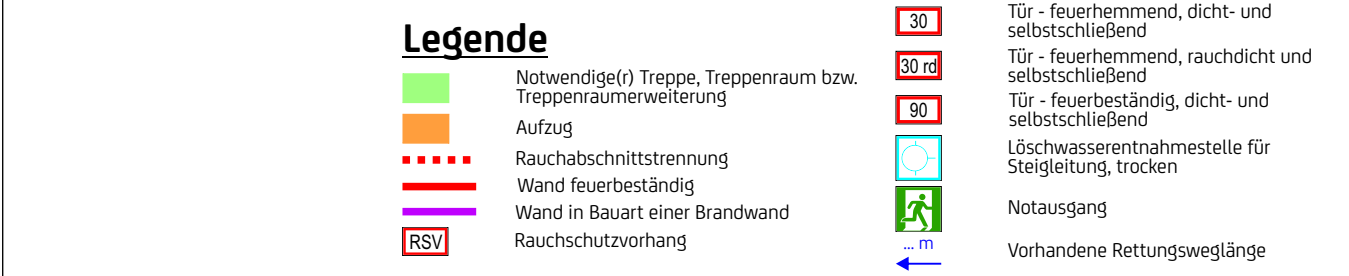 Legende
Notwendige(r) Treppe, Treppenraum bzw.
Treppenraumerweiterung
Aufzug
Rauchabschnittstrennung
Wand feuerbeständig
Wand in Bauart einer Brandwand
RSV
Rauchschutzvorhang
30
Tür - feuerhemmend, dicht- und
selbstschließend
30 rd
Tür - feuerhemmend, rauchdicht und
selbstschließend
90
Tür - feuerbeständig, dicht- und
selbstschließend
Löschwasserentnahmestelle für
Steigleitung, trocken
Notausgang
... m
Vorhandene Rettungsweglänge